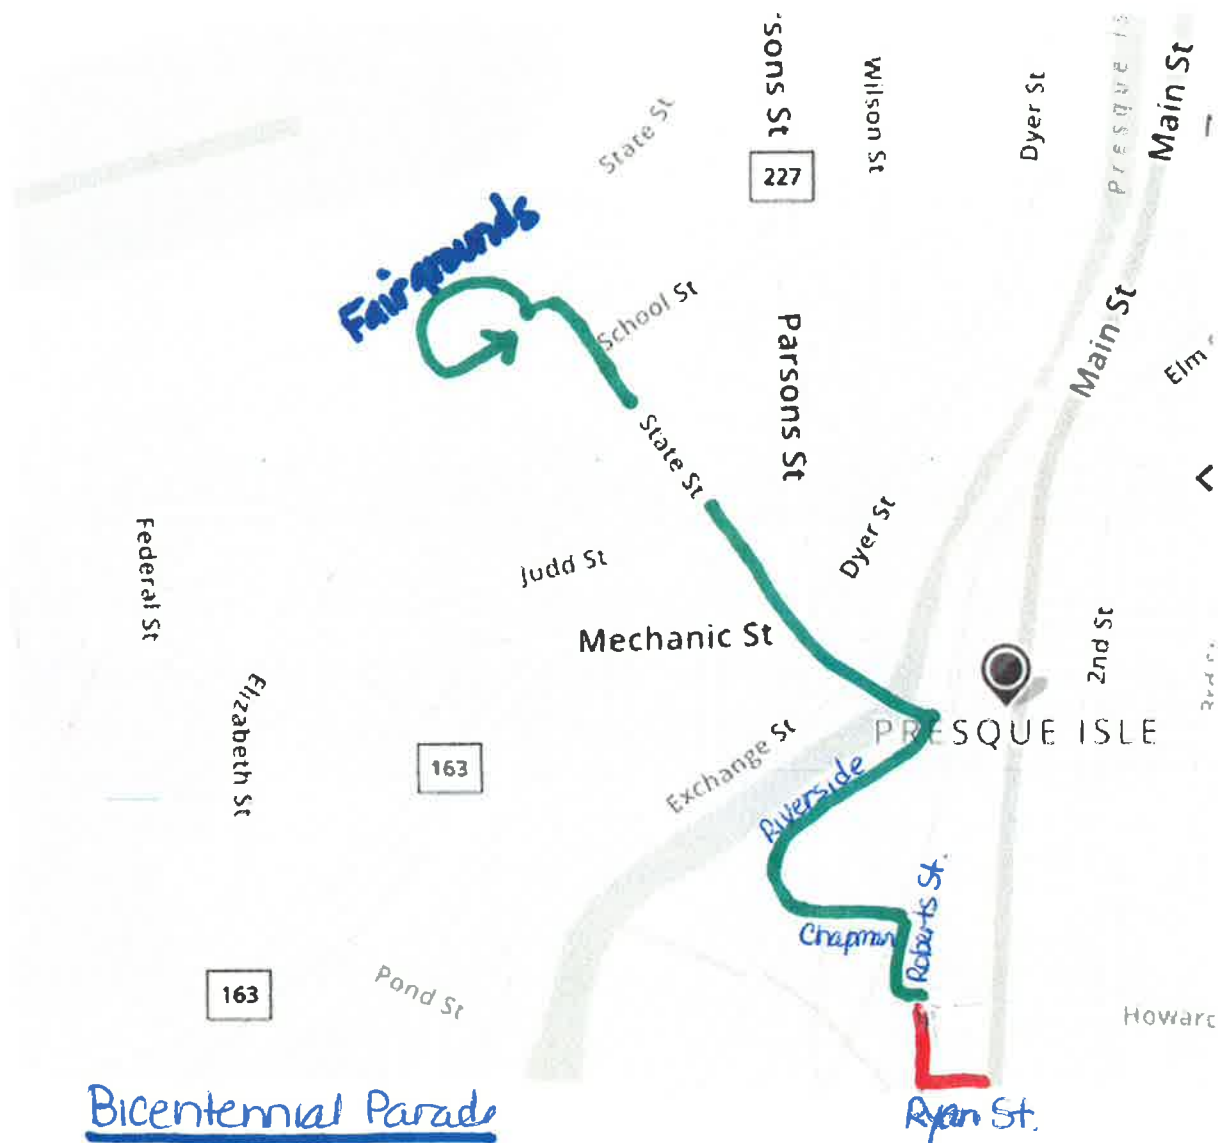 sons St
Wilson St
Dyer St
Presque Is
Main St
State St
227
Fairgrounds
School St
Parsons St
Main St
Elm
State St
Dyer St
Federal St
Judd St
Mechanic St
2nd St
Elizabeth St
PRESQUE ISLE
Exchange St
163
Riverside
Roberts St.
Chapman
163
Pond St
Howard
Bicentennial Parade
Ryan St.